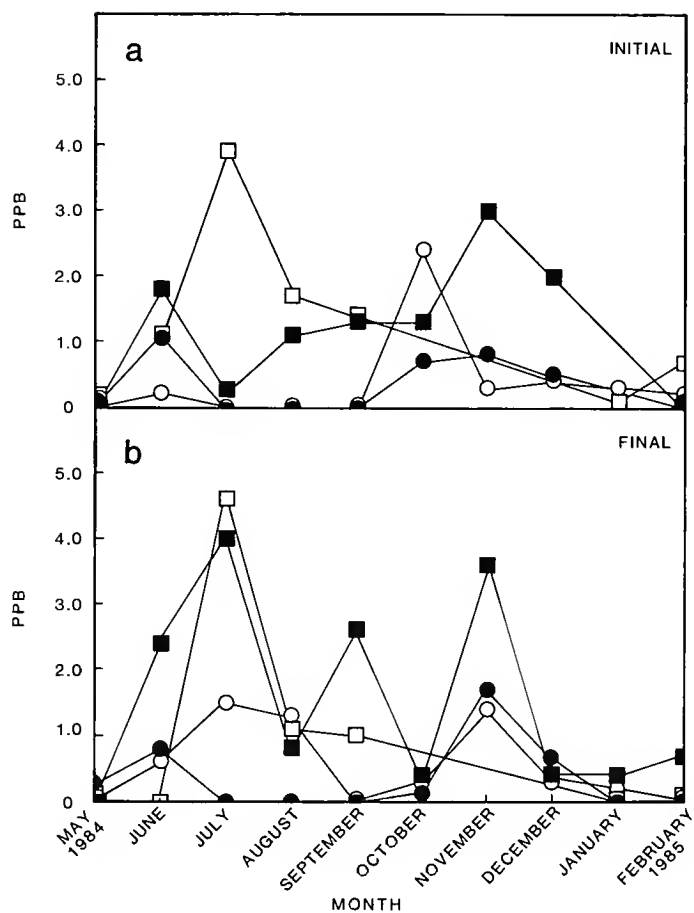 a
INITIAL
5.0
4.0
3.0
2.0
1.0
0
PPB
b
FINAL
5.0
4.0
3.0
2.0
1.0
0
PPB
MAY
1984
JUNE
JULY
AUGUST
SEPTEMBER
OCTOBER
NOVEMBER
DECEMBER
JANUARY
FEBRUARY
1985
MONTH